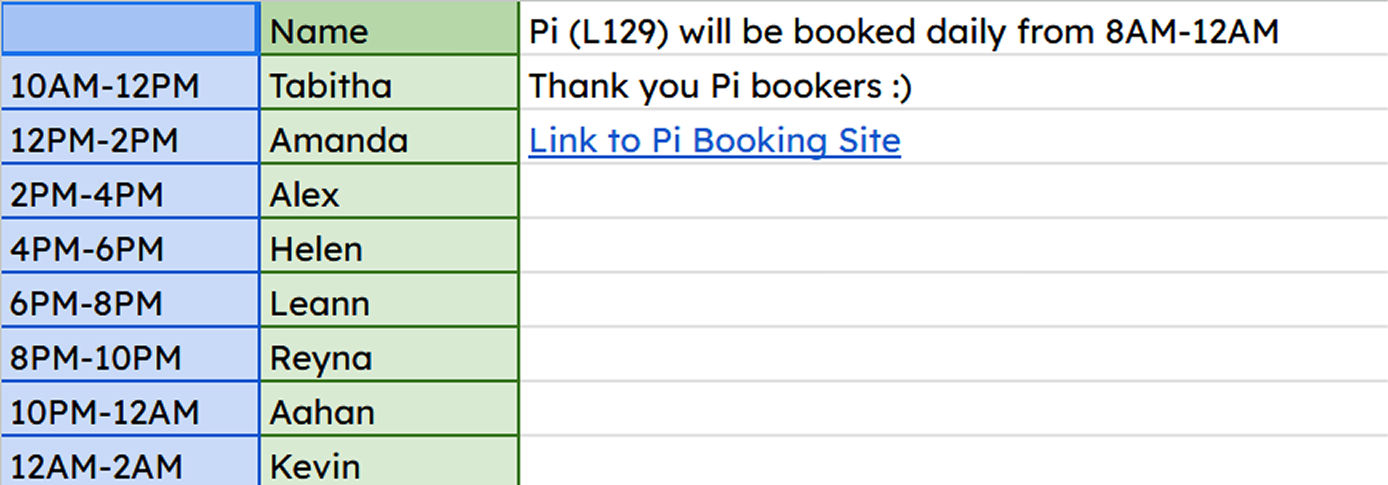 Name Pi (L129) will be booked daily from 8AM-12AM
10AM-12PM Tabitha Thank you Pi bookers :)
12PM-2PM Amanda Link to Pi Booking Site
2PM-4PM Alex
4PM-6PM Helen
6PM-8PM Leann
8PM-10PM Reyna
10PM-12AM Aahan
12AM-2AM Kevin